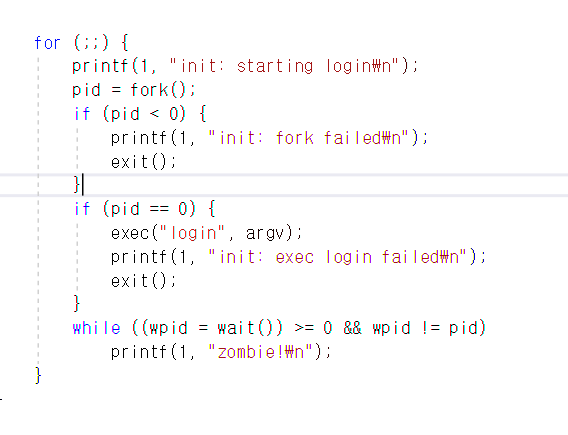 for (;;) {
    printf(1, "init: starting login₩n");
    pid = fork();
    if (pid < 0) {
        printf(1, "init: fork failed₩n");
        exit();
    }
    if (pid == 0) {
        exec("login", argv);
        printf(1, "init: exec login failed₩n");
        exit();
    }
    while ((wpid = wait()) >= 0 && wpid != pid)
        printf(1, "zombie!₩n");
}